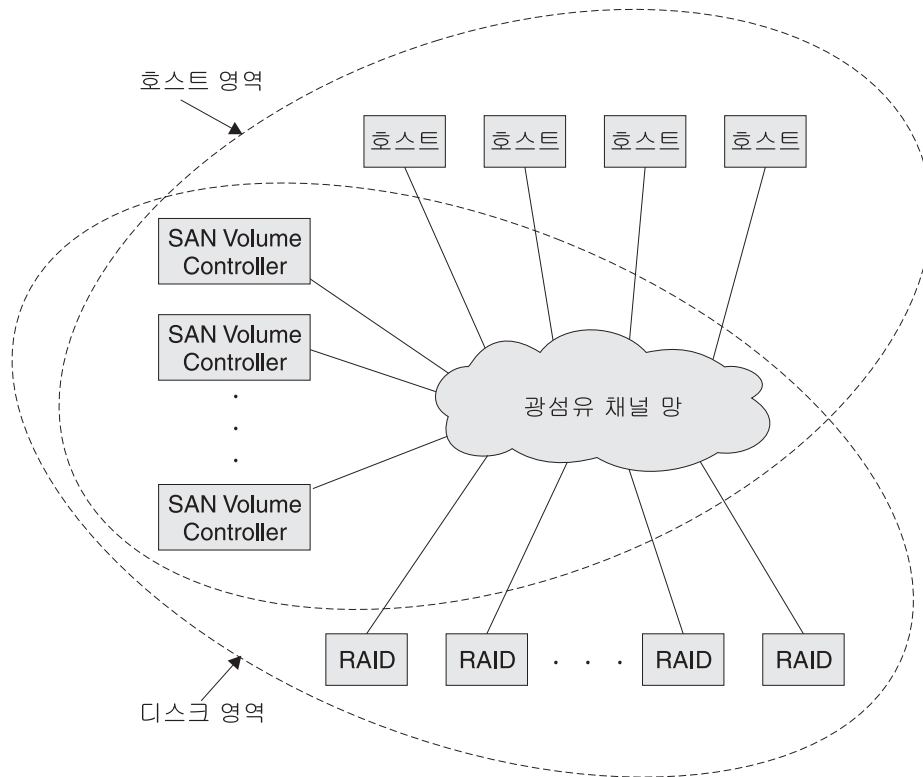 호스트 영역
호스트 호스트 호스트 호스트
SAN Volume
Controller
SAN Volume
Controller
광섬유 채널 망
SAN Volume
Controller
RAID RAID . . . RAID RAID
디스크 영역